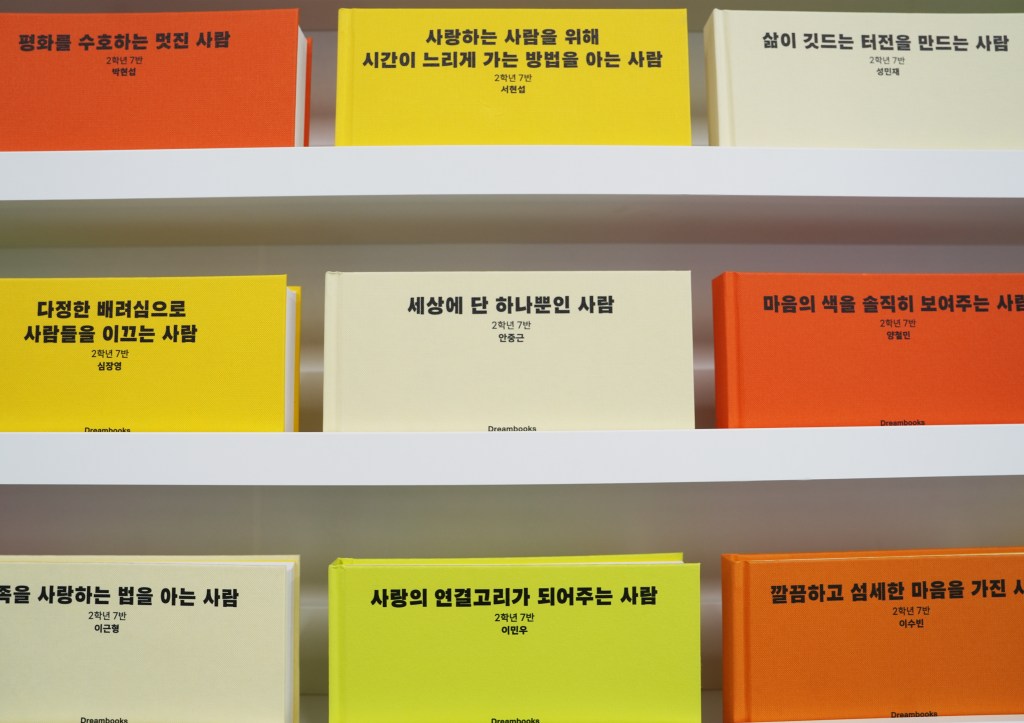 평화를 수호하는 멋진 사람
2학년 7반
박현섭
사랑하는 사람을 위해
시간이 느리게 가는 방법을 아는 사람
2학년 7반
서현섭
삶이 깃드는 터전을 만드는 사람
2학년 7반
성민재
다정한 배려심으로
사람들을 이끄는 사람
2학년 7반
심장영
Dreambooks
세상에 단 하나뿐인 사람
2학년 7반
안중근
Dreambooks
마음의 색을 솔직히 보여주는 사람
2학년 7반
양철민
Dreambooks
족을 사랑하는 법을 아는 사람
2학년 7반
이근형
Dreambooks
사랑의 연결고리가 되어주는 사람
2학년 7반
이민우
Dreambooks
깔끔하고 섬세한 마음을 가진 사
2학년 7반
이수빈
Dreambooks